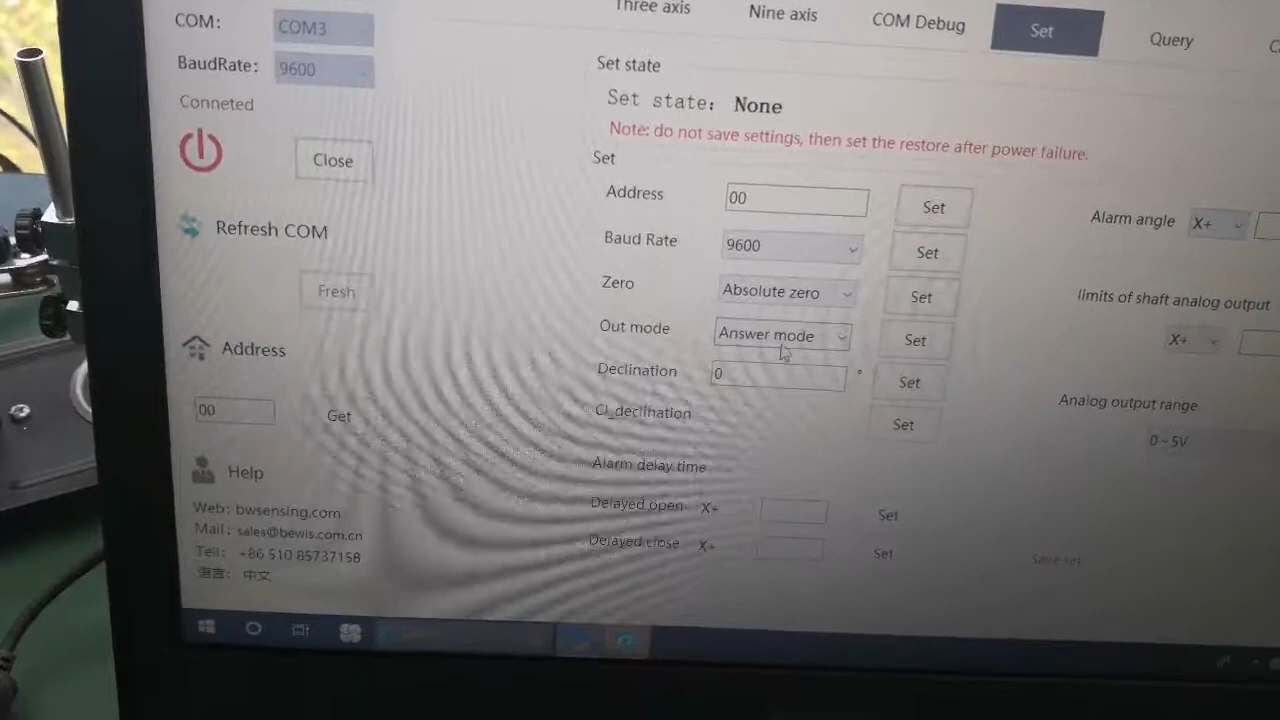 COM: COM3
BaudRate: 9600
Conneted
Close
Refresh COM
Fresh
Address
00 Get
Help
Web: bwsensing.com
Mail: sales@bewis.com.cn
Tell: +86 510 85737158
语言: 中文
Three axis Nine axis COM Debug Set Query
Set state
Set state: None
Note: do not save settings, then set the restore after power failure.
Set
Address 00 Set
Baud Rate 9600 Set
Zero Absolute zero Set
Out mode Answer mode Set
Declination 0 ° Set
Cl_declination Set
Alarm delay time
Delayed open X+ Set
Delayed close X+ Set
Alarm angle X+
limits of shaft analog output
X+
Analog output range
0~5V
Save set